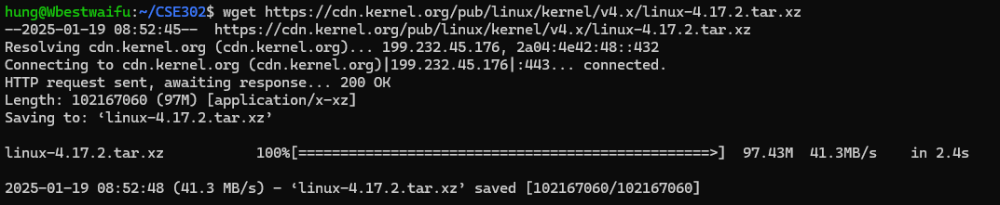 hung@Wbestwaifu:~/CSE302$ wget https://cdn.kernel.org/pub/linux/kernel/v4.x/linux-4.17.2.tar.xz
--2025-01-19 08:52:45--  https://cdn.kernel.org/pub/linux/kernel/v4.x/linux-4.17.2.tar.xz
Resolving cdn.kernel.org (cdn.kernel.org)... 199.232.45.176, 2a04:4e42:48::432
Connecting to cdn.kernel.org (cdn.kernel.org)|199.232.45.176|:443... connected.
HTTP request sent, awaiting response... 200 OK
Length: 102167060 (97M) [application/x-xz]
Saving to: ‘linux-4.17.2.tar.xz’
linux-4.17.2.tar.xz           100%[=================================================>]  97.43M  41.3MB/s    in 2.4s
2025-01-19 08:52:48 (41.3 MB/s) - ‘linux-4.17.2.tar.xz’ saved [102167060/102167060]